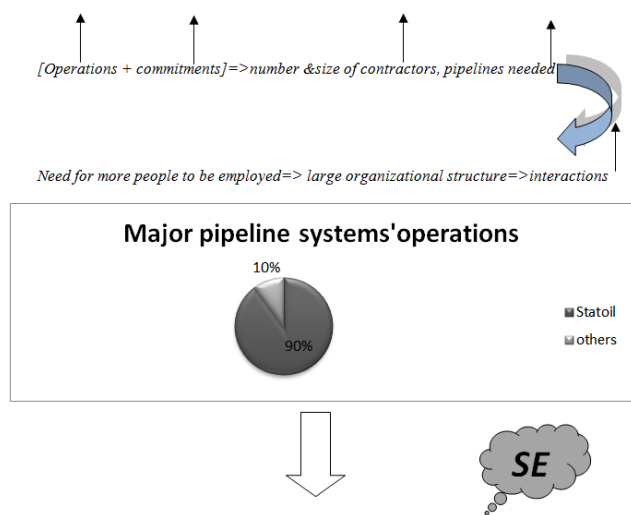 [Operations + commitments]=>number &size of contractors, pipelines needed
Need for more people to be employed=> large organizational structure=>interactions
Major pipeline systems'operations
10%
90%
Statoil
others
SE